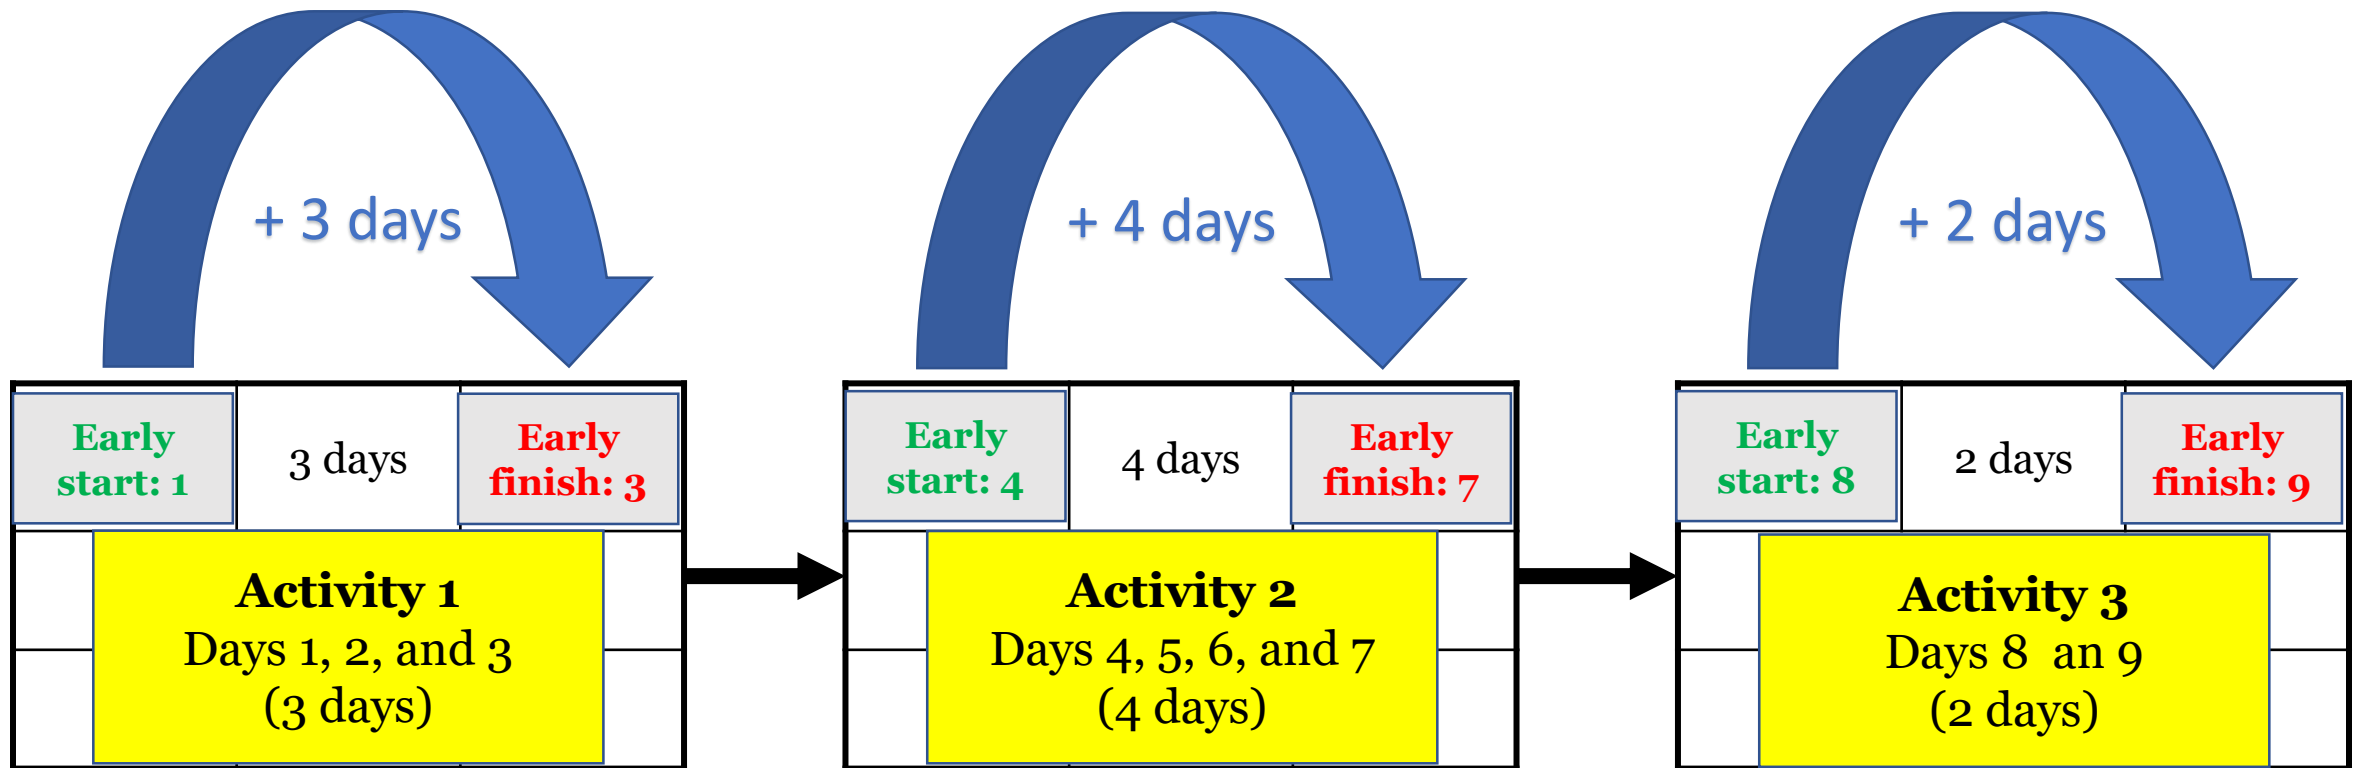 + 3 days
+ 4 days
+ 2 days
Early
start: 1
3 days
Early
finish: 3
Early
start: 4
4 days
Early
finish: 7
Early
start: 8
2 days
Early
finish: 9
Activity 1
Days 1, 2, and 3
(3 days)
Activity 2
Days 4, 5, 6, and 7
(4 days)
Activity 3
Days 8  an 9
(2 days)